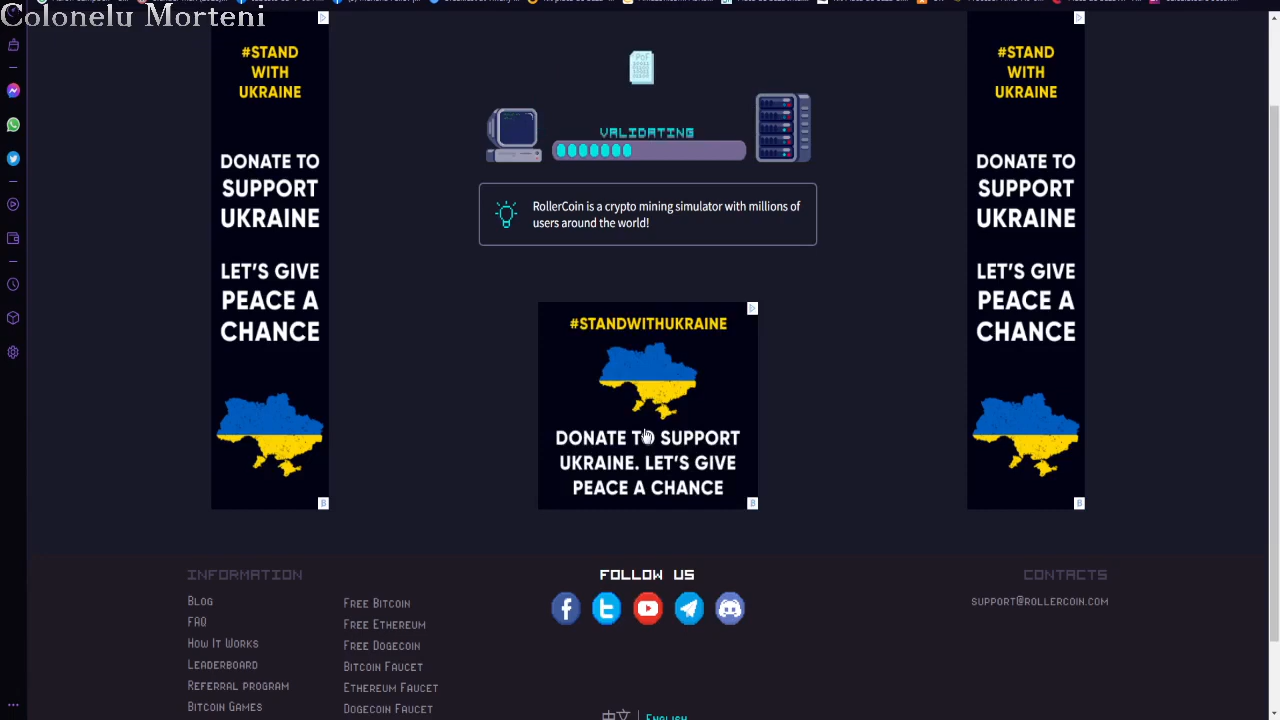 Colonelu Morteni
#STAND
WITH
UKRAINE
DONATE TO
SUPPORT
UKRAINE
LET'S GIVE
PEACE A
CHANCE
VALIDATING
RollerCoin is a crypto mining simulator with millions of
users around the world!
#STANDWITHUKRAINE
DONATE TO SUPPORT
UKRAINE. LET'S GIVE
PEACE A CHANCE
#STAND
WITH
UKRAINE
DONATE TO
SUPPORT
UKRAINE
LET'S GIVE
PEACE A
CHANCE
INFORMATION
BLOG
FAQ
HOW IT WORKS
LEADERBOARD
REFERRAL PROGRAM
BITCOIN GAMES
FREE BITCOIN
FREE ETHEREUM
FREE DOGECOIN
BITCOIN FAUCET
ETHEREUM FAUCET
DOGECOIN FAUCET
FOLLOW US
中文 | ENGLISH
CONTACTS
SUPPORT@ROLLERCOIN.COM